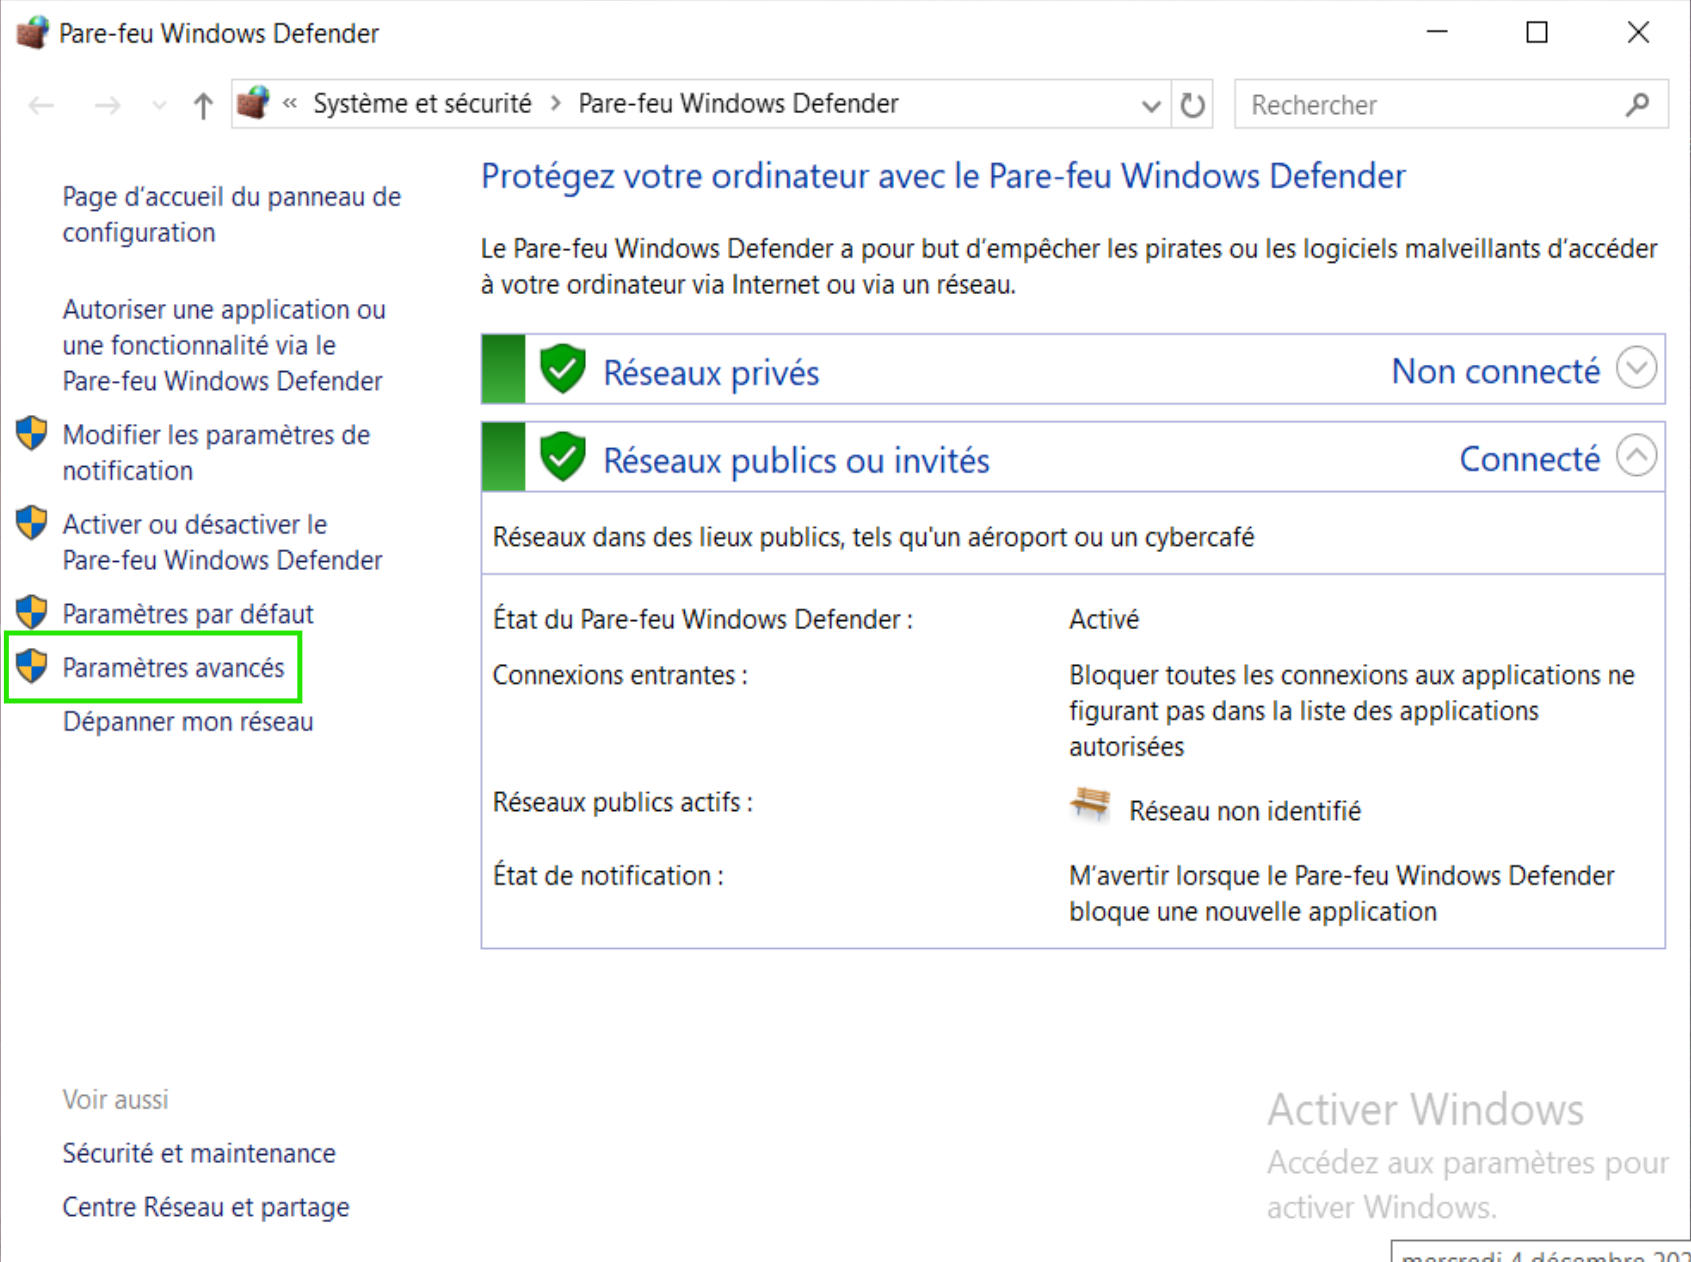 Pare-feu Windows Defender
« Système et sécurité > Pare-feu Windows Defender
Rechercher
Page d’accueil du panneau de
configuration
Autoriser une application ou
une fonctionnalité via le
Pare-feu Windows Defender
Modifier les paramètres de
notification
Activer ou désactiver le
Pare-feu Windows Defender
Paramètres par défaut
Paramètres avancés
Dépanner mon réseau
Protégez votre ordinateur avec le Pare-feu Windows Defender
Le Pare-feu Windows Defender a pour but d’empêcher les pirates ou les logiciels malveillants d’accéder
à votre ordinateur via Internet ou via un réseau.
Réseaux privés
Non connecté
Réseaux publics ou invités
Connecté
Réseaux dans des lieux publics, tels qu'un aéroport ou un cybercafé
État du Pare-feu Windows Defender :
Activé
Connexions entrantes :
Bloquer toutes les connexions aux applications ne
figurant pas dans la liste des applications
autorisées
Réseaux publics actifs :
Réseau non identifié
État de notification :
M’avertir lorsque le Pare-feu Windows Defender
bloque une nouvelle application
Voir aussi
Sécurité et maintenance
Centre Réseau et partage
Activer Windows
Accédez aux paramètres pour
activer Windows.
mercredi 4 décembre